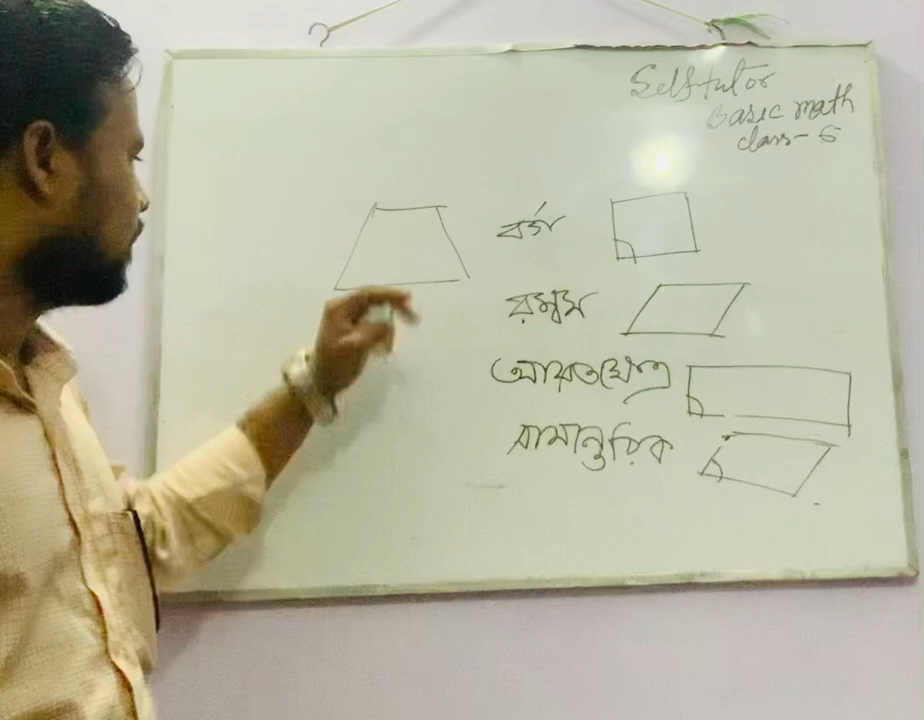 Selftutor
Basic math
class-6
বর্গ
রম্বস
আয়তক্ষেত্র
সামান্তরিক